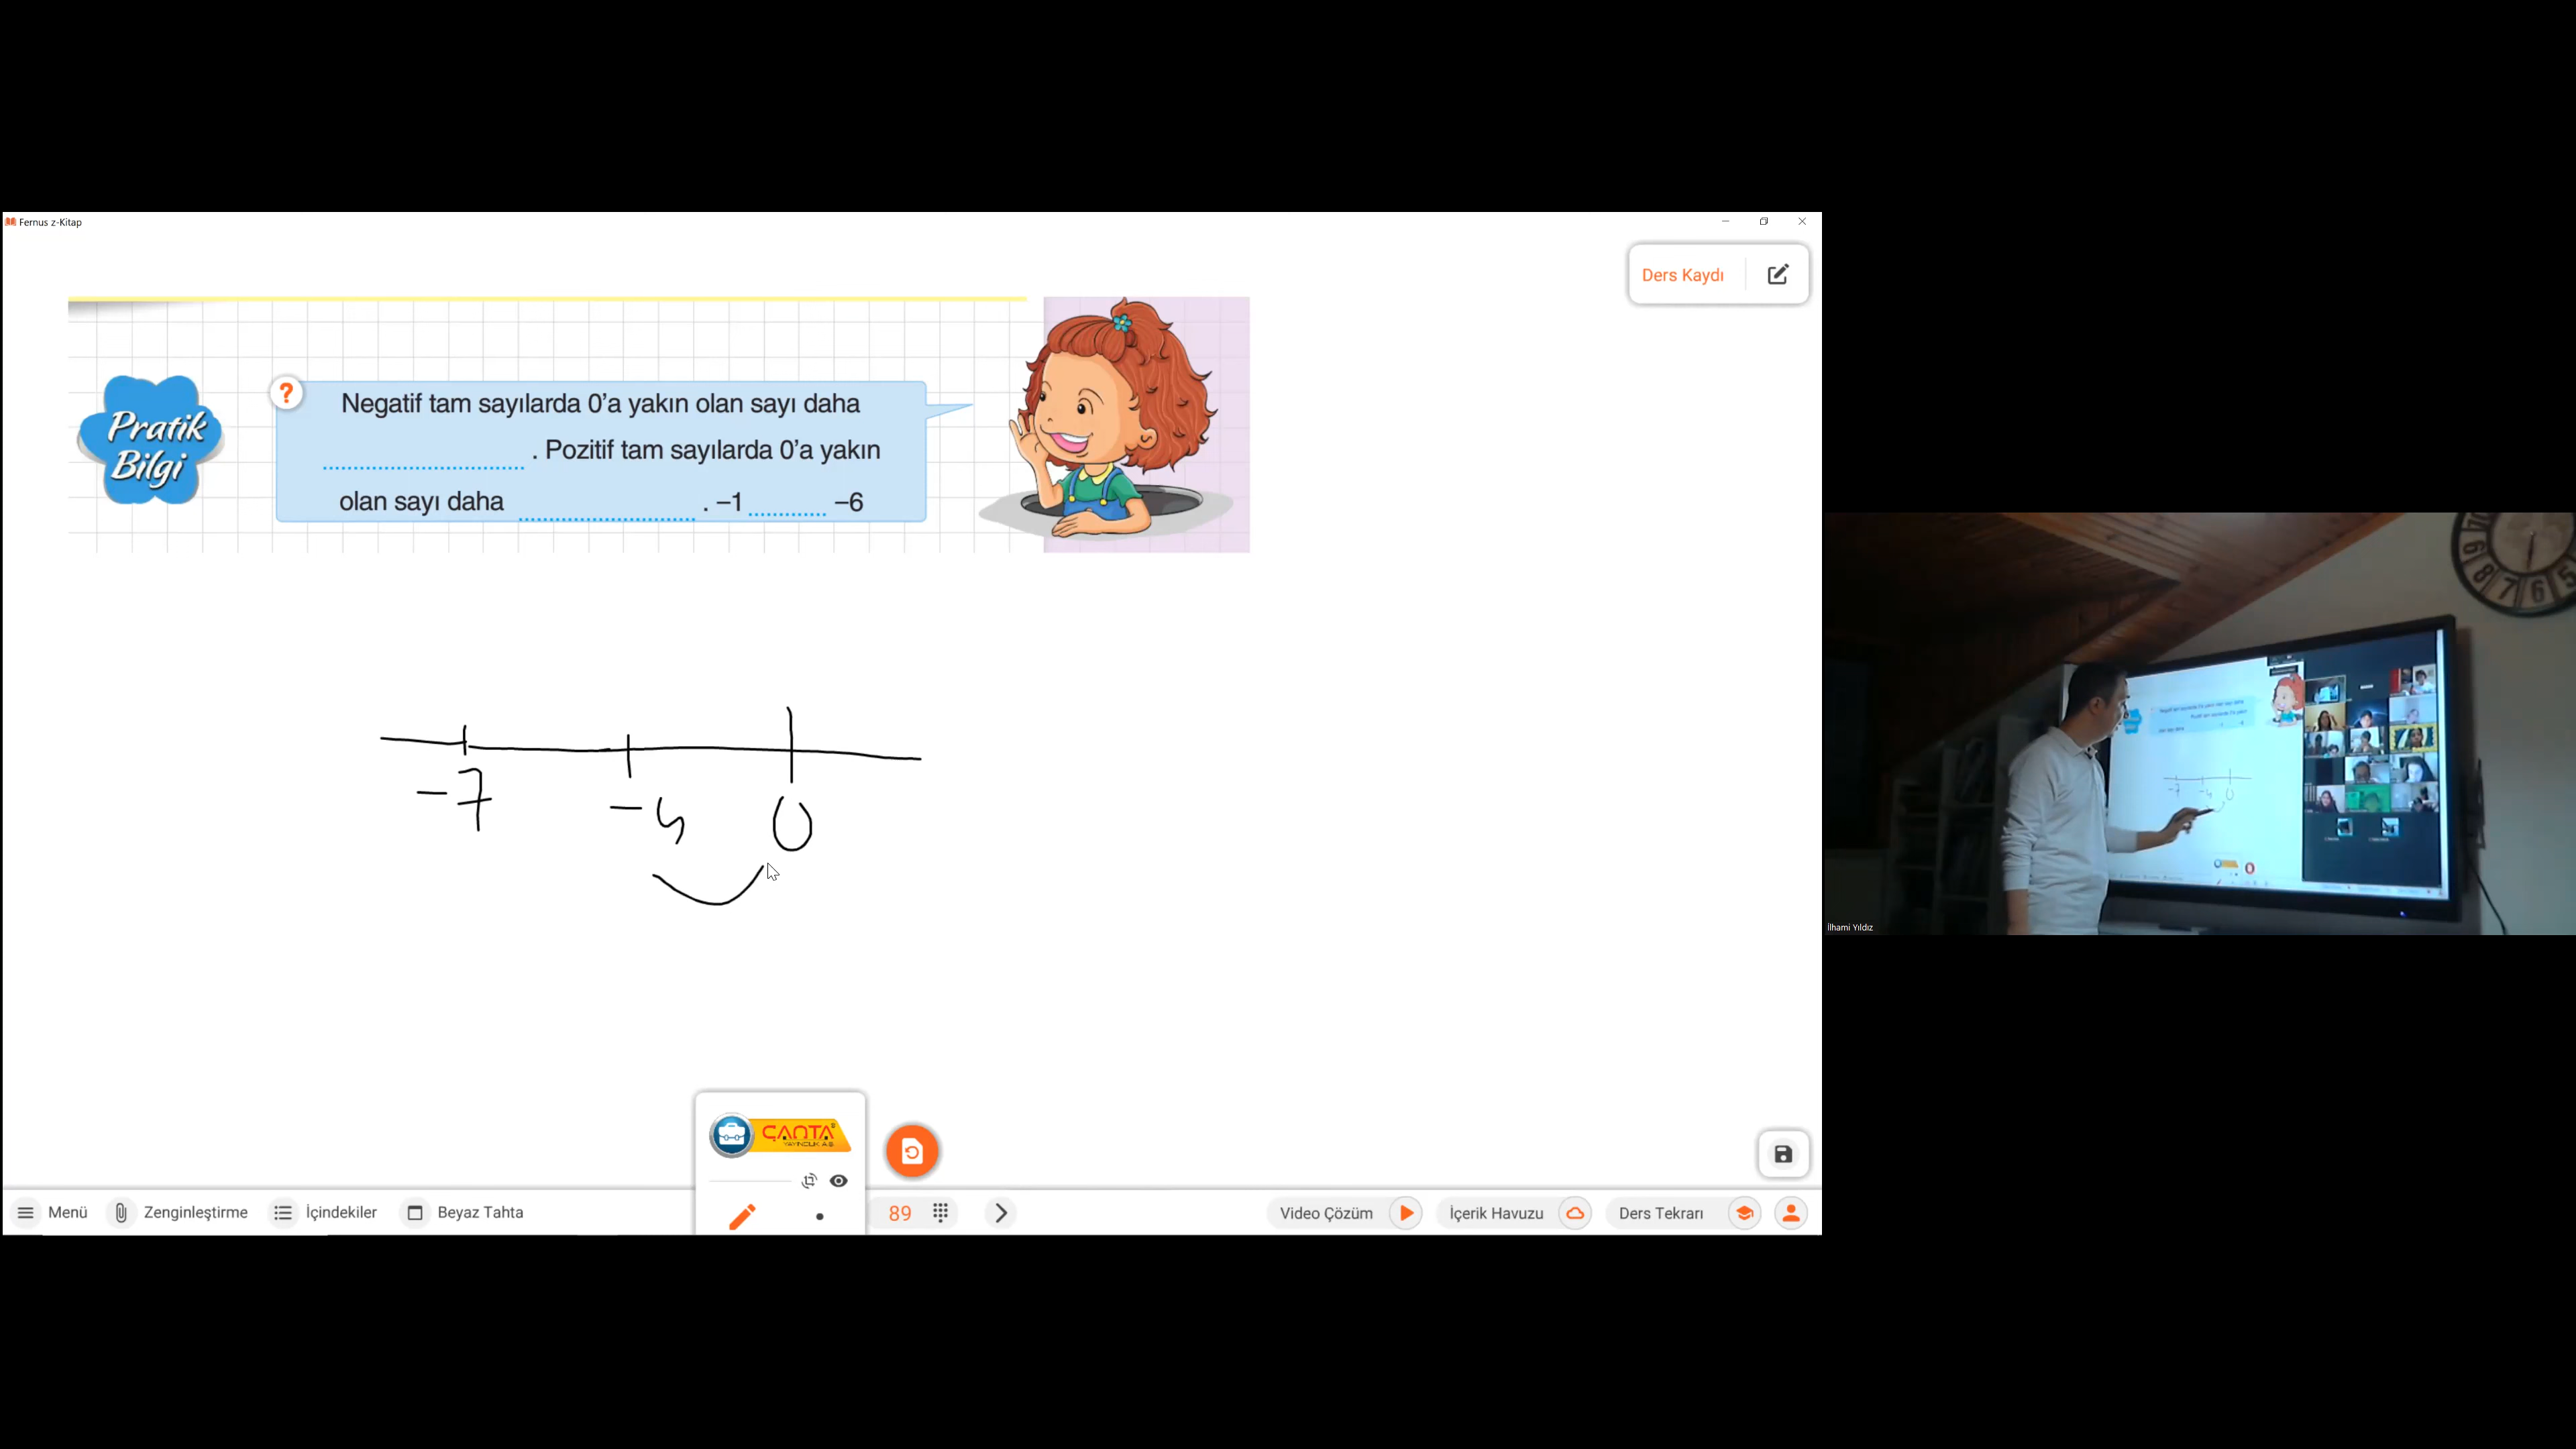 Fernus z-Kitap
Ders Kaydı
Pratik
Bilgi
?
Negatif tam sayılarda 0'a yakın olan sayı daha
............................ . Pozitif tam sayılarda 0'a yakın
olan sayı daha ......................... . –1 ........... –6
-7 -4 0
İlhami Yıldız
ÇANTA
YAYINCILIK A.Ş.
Menü Zenginleştirme İçindekiler Beyaz Tahta 89 Video Çözüm İçerik Havuzu Ders Tekrarı